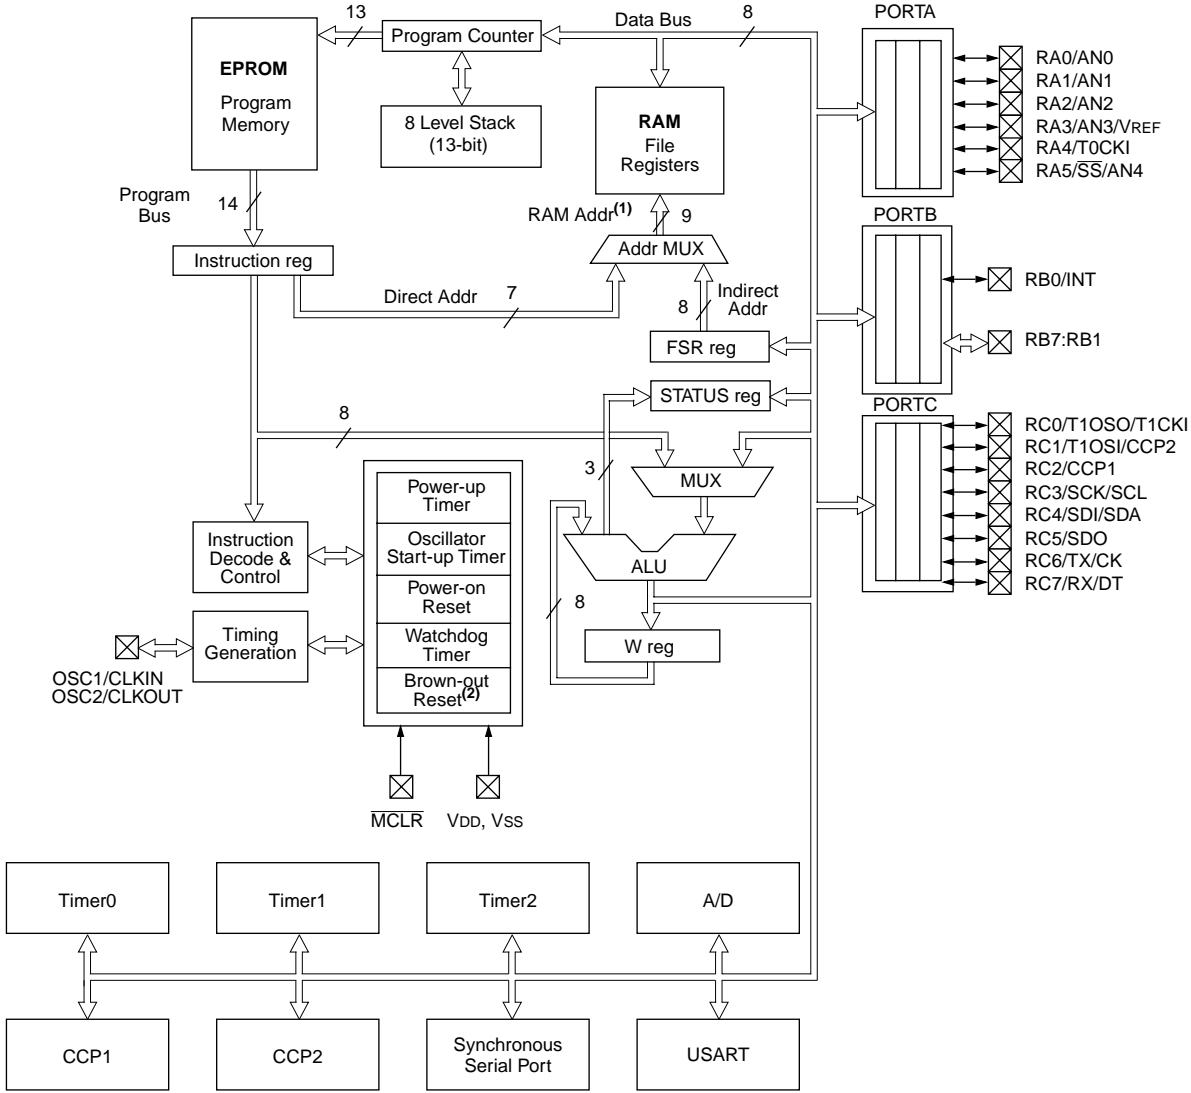 13
Data Bus
8
PORTA
EPROM
Program
Memory
Program Counter
8 Level Stack
(13-bit)
RAM
File
Registers
RA0/AN0
RA1/AN1
RA2/AN2
RA3/AN3/VREF
RA4/T0CKI
RA5/S̅S̅/AN4
Program
Bus
14
RAM Addr(1)
9
PORTB
Instruction reg
Addr MUX
Direct Addr
7
8
Indirect
Addr
RB0/INT
FSR reg
RB7:RB1
STATUS reg
PORTC
8
3
MUX
RC0/T1OSO/T1CKI
RC1/T1OSI/CCP2
RC2/CCP1
RC3/SCK/SCL
RC4/SDI/SDA
RC5/SDO
RC6/TX/CK
RC7/RX/DT
Power-up
Timer
Oscillator
Start-up Timer
Power-on
Reset
Watchdog
Timer
Brown-out
Reset(2)
Instruction
Decode &
Control
ALU
8
W reg
Timing
Generation
OSC1/CLKIN
OSC2/CLKOUT
M̅C̅L̅R̅
VDD, VSS
Timer0
Timer1
Timer2
A/D
CCP1
CCP2
Synchronous
Serial Port
USART